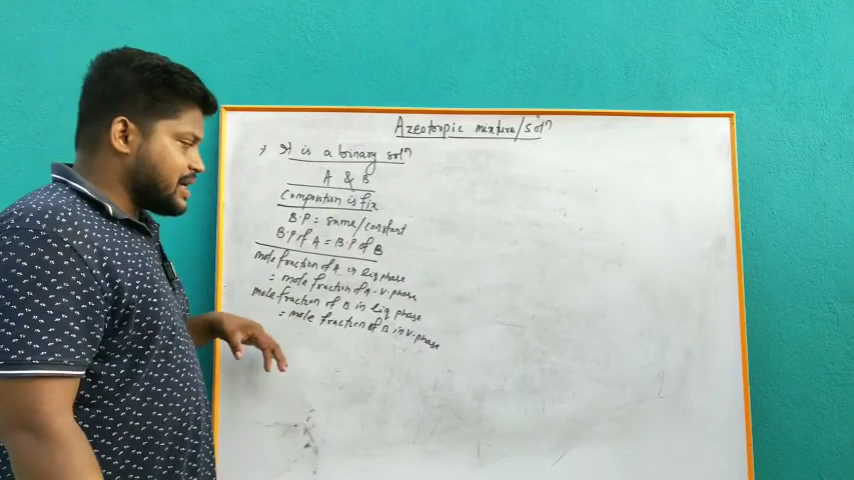 Azeotropic mixture/solⁿ
→ It is a binary solⁿ
A & B
Composition is fix
B.P = same/constant
B.P of A = B.P of B
mole fraction of A in liq phase
= mole fraction of A. V. phase
mole fraction of B in liq phase
= mole fraction of B in V. phase